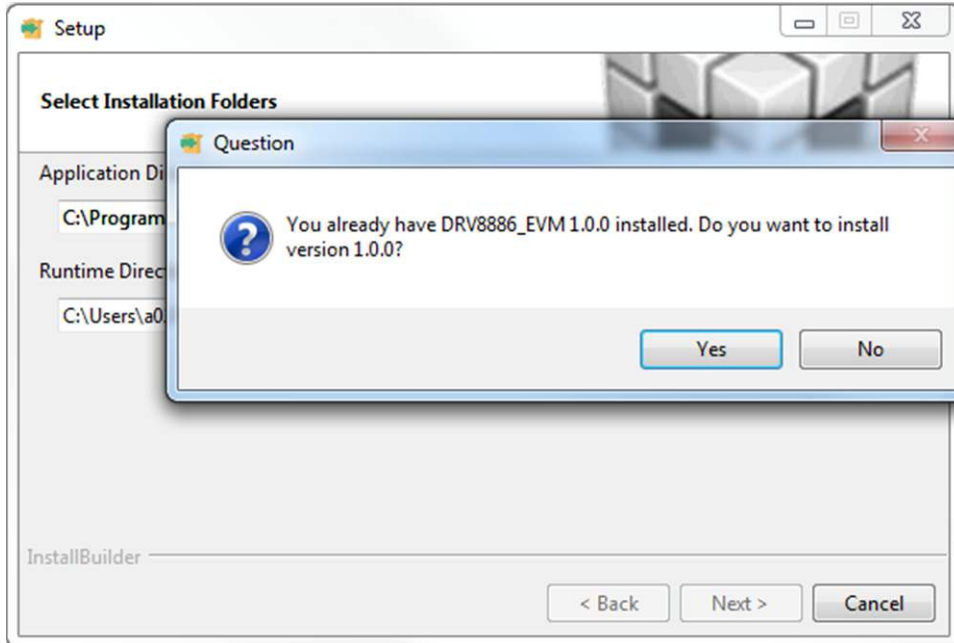 Setup
Select Installation Folders
Question
Application Di
C:\Program
You already have DRV8886_EVM 1.0.0 installed. Do you want to install
version 1.0.0?
Runtime Direc
C:\Users\a0
Yes
No
InstallBuilder
< Back
Next >
Cancel